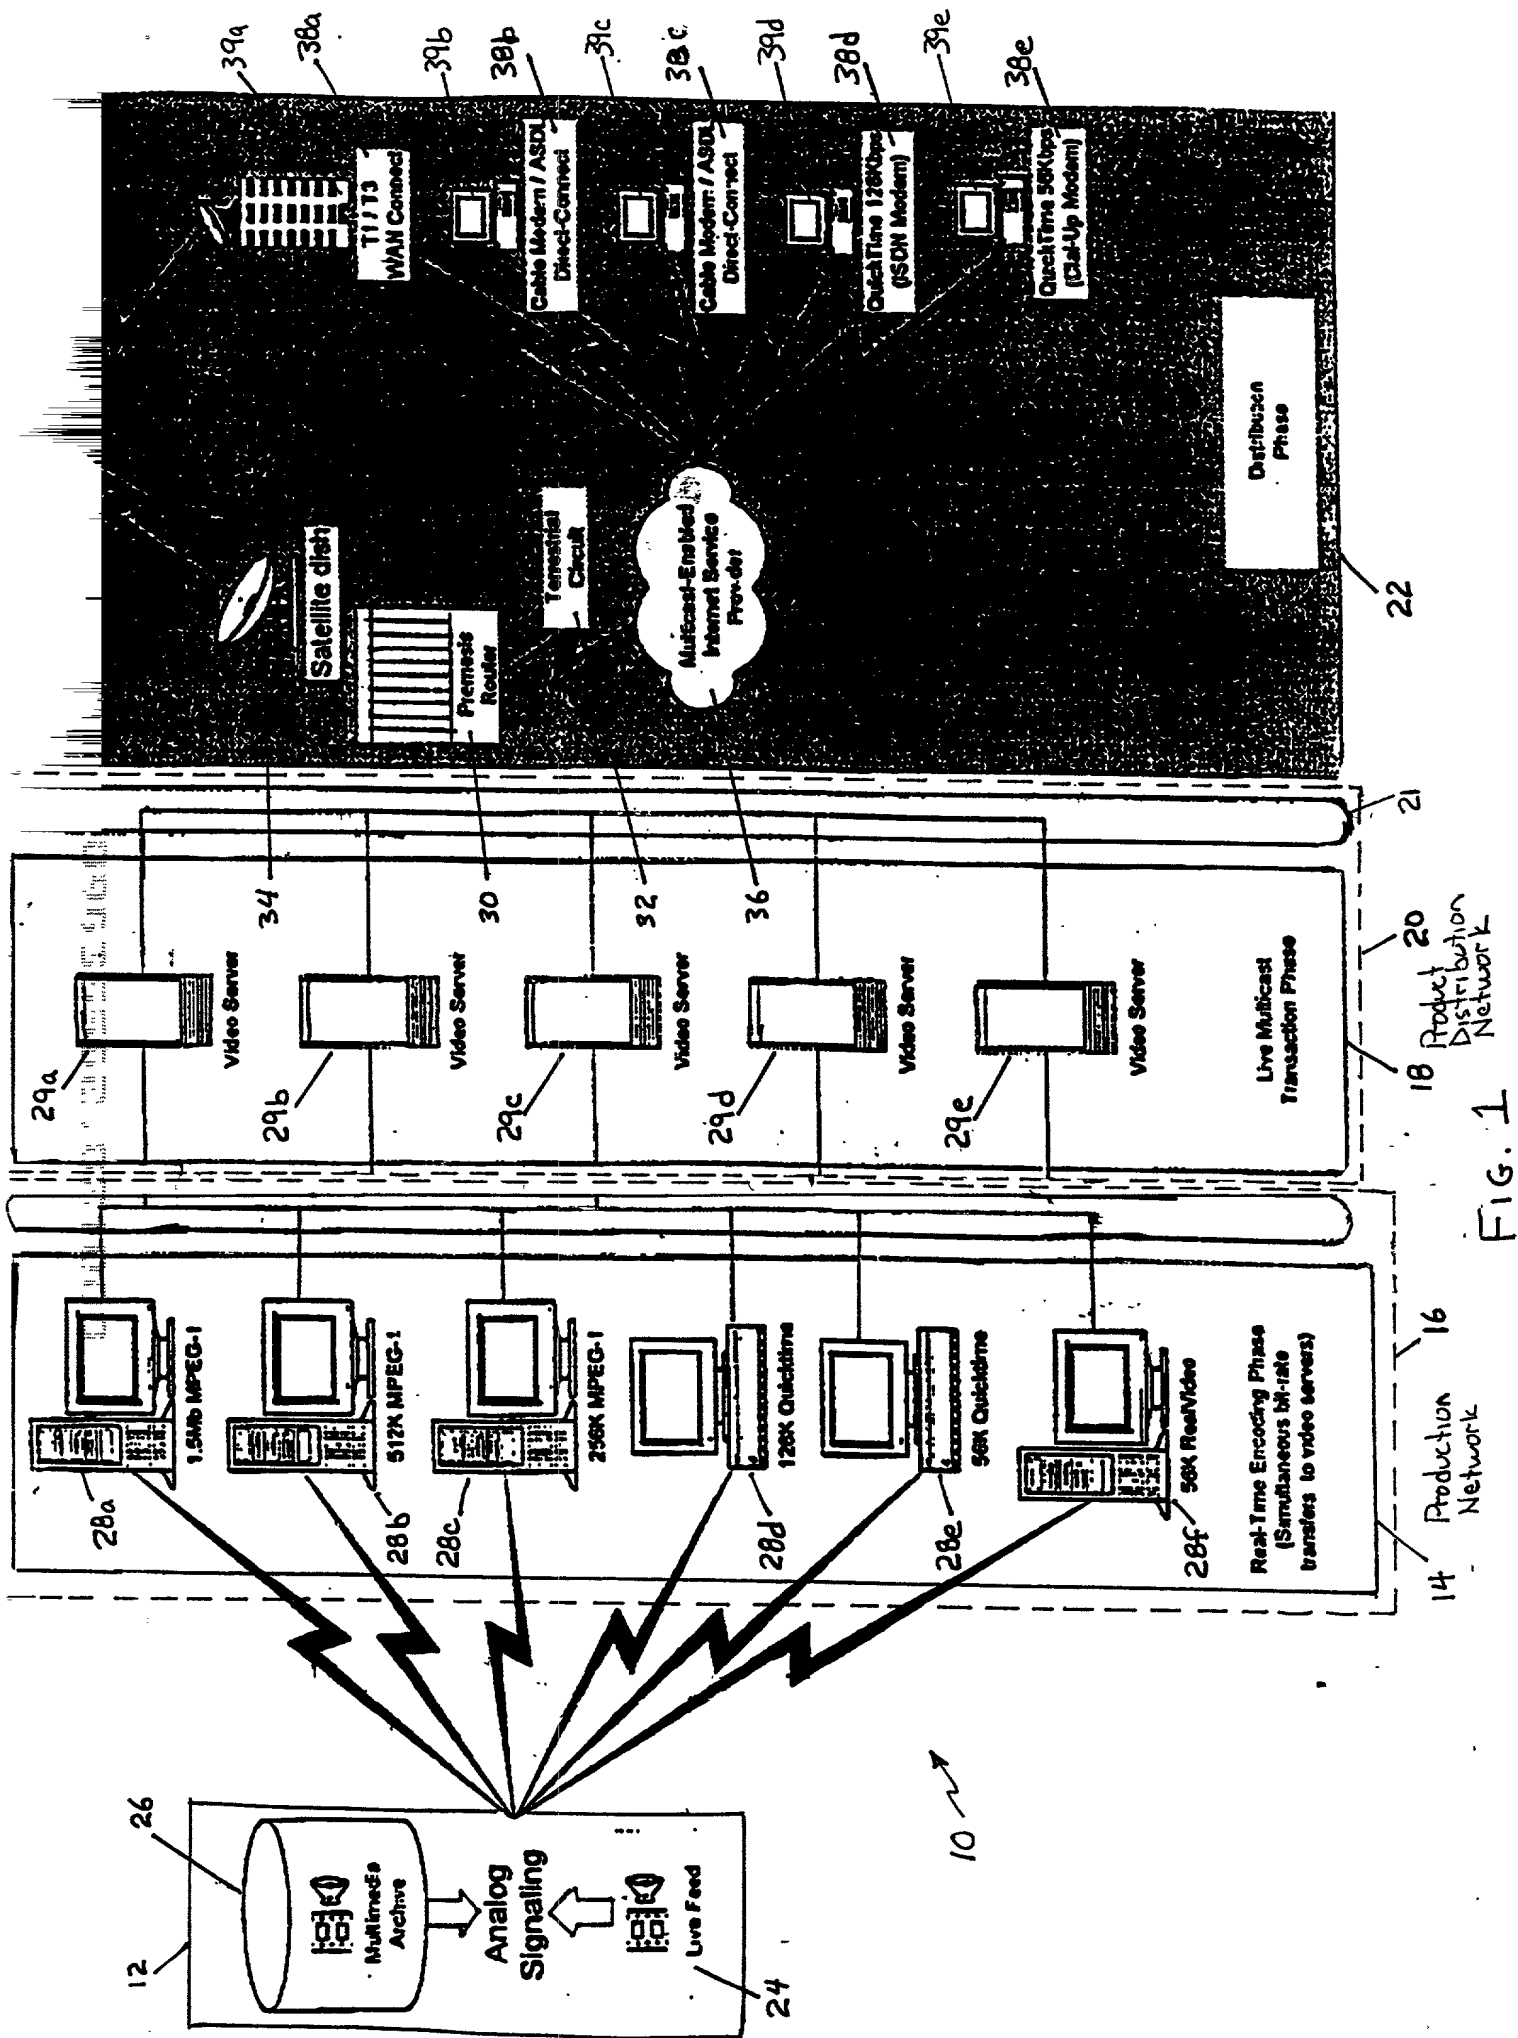 12
26
Multimedia
Archive
Analog
Signaling
Live Feed
24
10
28a
1.5Mb MPEG-1
28b
512K MPEG-1
28c
256K MPEG-1
28d
128K Quicktime
28e
56K Quicktime
28f
56K RealVideo
Real-Time Encoding Phase
(Simultaneous bit-rate
transfers to video servers)
14
16
Production
Network
29a
Video Server
29b
Video Server
29c
Video Server
29d
Video Server
29e
Video Server
Live Multicast
Transaction Phase
18
20
Product
Distribution
Network
21
34
30
32
36
Satellite dish
Premesis
Router
Terrestrial
Circuit
Multicast-Enabled
Internet Service
Provider
39a
38a
T1 / T3
WAN Connect
39b
38b
Cable Modem / ASDL
Direct-Connect
39c
38c
Cable Modem / ASDL
Direct-Connect
39d
38d
QuickTime 128Kbps
(ISDN Modem)
39e
38e
QuickTime 56Kbps
(Dial-Up Modem)
Distribution
Phase
22
FIG. 1